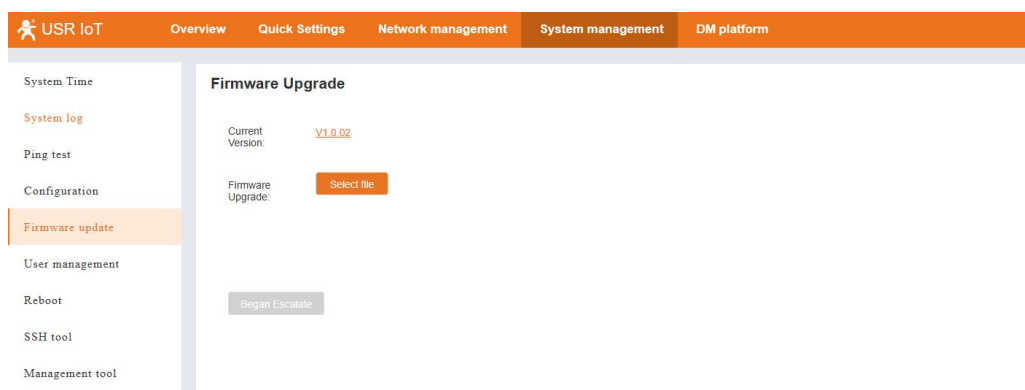 USR IoT Overview Quick Settings Network management System management DM platform
System Time
System log
Ping test
Configuration
Firmware update
User management
Reboot
SSH tool
Management tool
Firmware Upgrade
Current
Version:
V1.0.02
Firmware
Upgrade:
Select file
Began Escalate